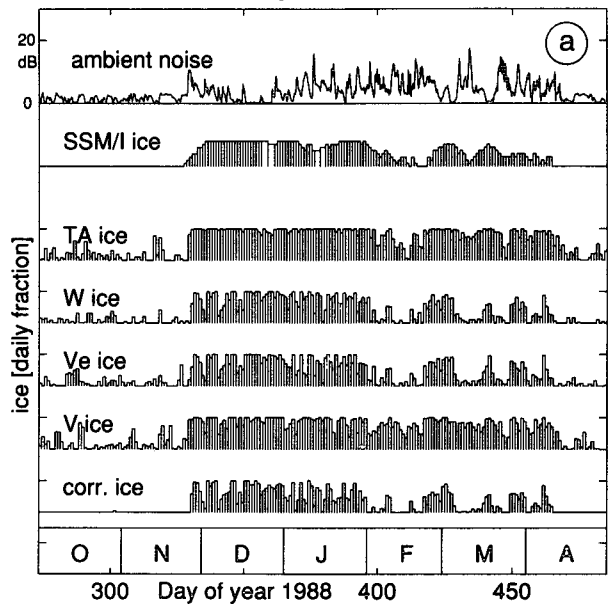 20
dB
ambient noise
a
0
SSM/I ice
TA ice
W ice
Ve ice
V ice
corr. ice
ice [daily fraction]
O N D J F M A
300 Day of year 1988 400 450